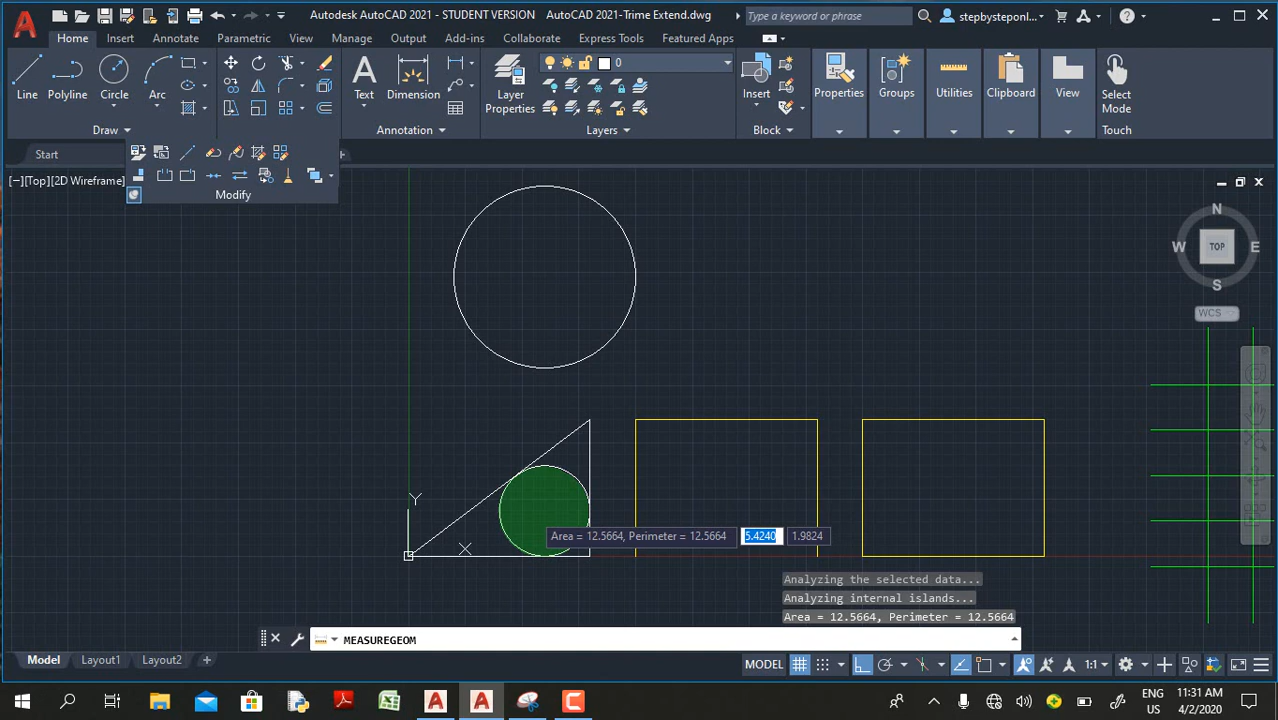 Autodesk AutoCAD 2021 - STUDENT VERSION AutoCAD 2021-Trime Extend.dwg
Type a keyword or phrase
stepbysteponl...
Home Insert Annotate Parametric View Manage Output Add-ins Collaborate Express Tools Featured Apps
0
Line Polyline Circle Arc
Text Dimension
Layer Properties
Insert
Properties Groups Utilities Clipboard View
Select Mode
Draw Annotation Layers Block Touch
Start
[−][Top][2D Wireframe]
Modify
N
W TOP E
S
WCS
Y
X
Area = 12.5664, Perimeter = 12.5664 5.4240 1.9824
Analyzing the selected data...
Analyzing internal islands...
Area = 12.5664, Perimeter = 12.5664
MEASUREGEOM
Model Layout1 Layout2 +
MODEL 1:1
ENG 11:31 AM
US 4/2/2020